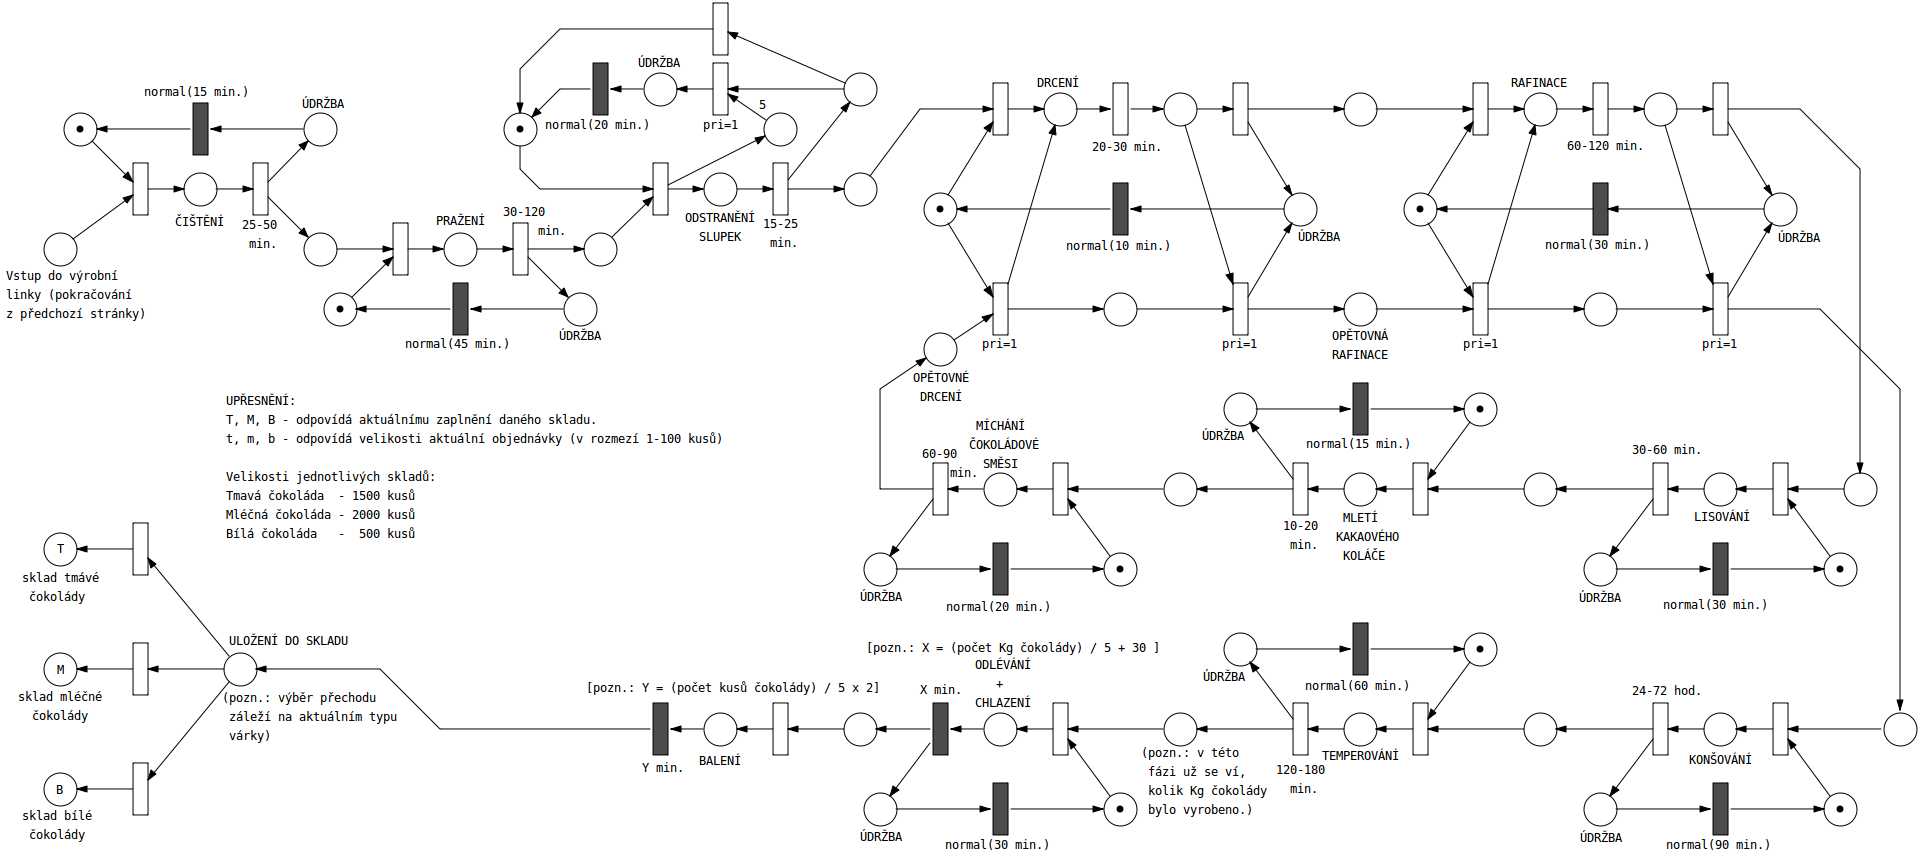 normal(15 min.)
ÚDRŽBA
ČIŠTĚNÍ
25-50
min.
Vstup do výrobní
linky (pokračování
z předchozí stránky)
PRAŽENÍ
30-120
min.
normal(45 min.)
ÚDRŽBA
ÚDRŽBA
normal(20 min.)
pri=1
5
ODSTRANĚNÍ
SLUPEK
15-25
min.
DRCENÍ
20-30 min.
normal(10 min.)
ÚDRŽBA
pri=1
pri=1
OPĚTOVNÉ
DRCENÍ
OPĚTOVNÁ
RAFINACE
RAFINACE
60-120 min.
normal(30 min.)
ÚDRŽBA
pri=1
pri=1
UPŘESNĚNÍ:
T, M, B - odpovídá aktuálnímu zaplnění daného skladu.
t, m, b - odpovídá velikosti aktuální objednávky (v rozmezí 1-100 kusů)
Velikosti jednotlivých skladů:
Tmavá čokoláda  - 1500 kusů
Mléčná čokoláda - 2000 kusů
Bílá čokoláda   -  500 kusů
MÍCHÁNÍ
ČOKOLÁDOVÉ
SMĚSI
60-90
min.
ÚDRŽBA
normal(20 min.)
ÚDRŽBA
normal(15 min.)
10-20
min.
MLETÍ
KAKAOVÉHO
KOLÁČE
30-60 min.
LISOVÁNÍ
ÚDRŽBA
normal(30 min.)
T
sklad tmávé
čokolády
M
sklad mléčné
čokolády
B
sklad bílé
čokolády
ULOŽENÍ DO SKLADU
(pozn.: výběr přechodu
záleží na aktuálním typu
várky)
[pozn.: Y = (počet kusů čokolády) / 5 x 2]
Y min.
BALENÍ
[pozn.: X = (počet Kg čokolády) / 5 + 30 ]
ODLÉVÁNÍ
+
CHLAZENÍ
X min.
ÚDRŽBA
normal(30 min.)
(pozn.: v této
fázi už se ví,
kolik Kg čokolády
bylo vyrobeno.)
ÚDRŽBA
normal(60 min.)
120-180
min.
TEMPEROVÁNÍ
24-72 hod.
KONŠOVÁNÍ
ÚDRŽBA
normal(90 min.)